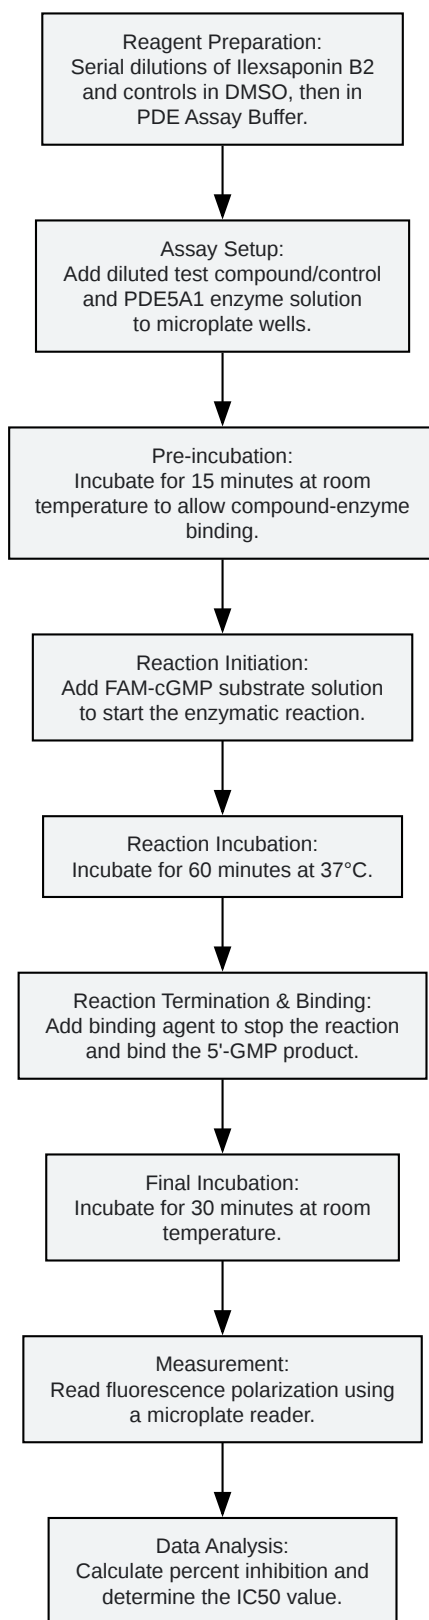 Reagent Preparation:
Serial dilutions of Ilexsaponin B2
and controls in DMSO, then in
PDE Assay Buffer.
Assay Setup:
Add diluted test compound/control
and PDE5A1 enzyme solution
to microplate wells.
Pre-incubation:
Incubate for 15 minutes at room
temperature to allow compound-enzyme
binding.
Reaction Initiation:
Add FAM-cGMP substrate solution
to start the enzymatic reaction.
Reaction Incubation:
Incubate for 60 minutes at 37°C.
Reaction Termination & Binding:
Add binding agent to stop the reaction
and bind the 5'-GMP product.
Final Incubation:
Incubate for 30 minutes at room
temperature.
Measurement:
Read fluorescence polarization using
a microplate reader.
Data Analysis:
Calculate percent inhibition and
determine the IC50 value.